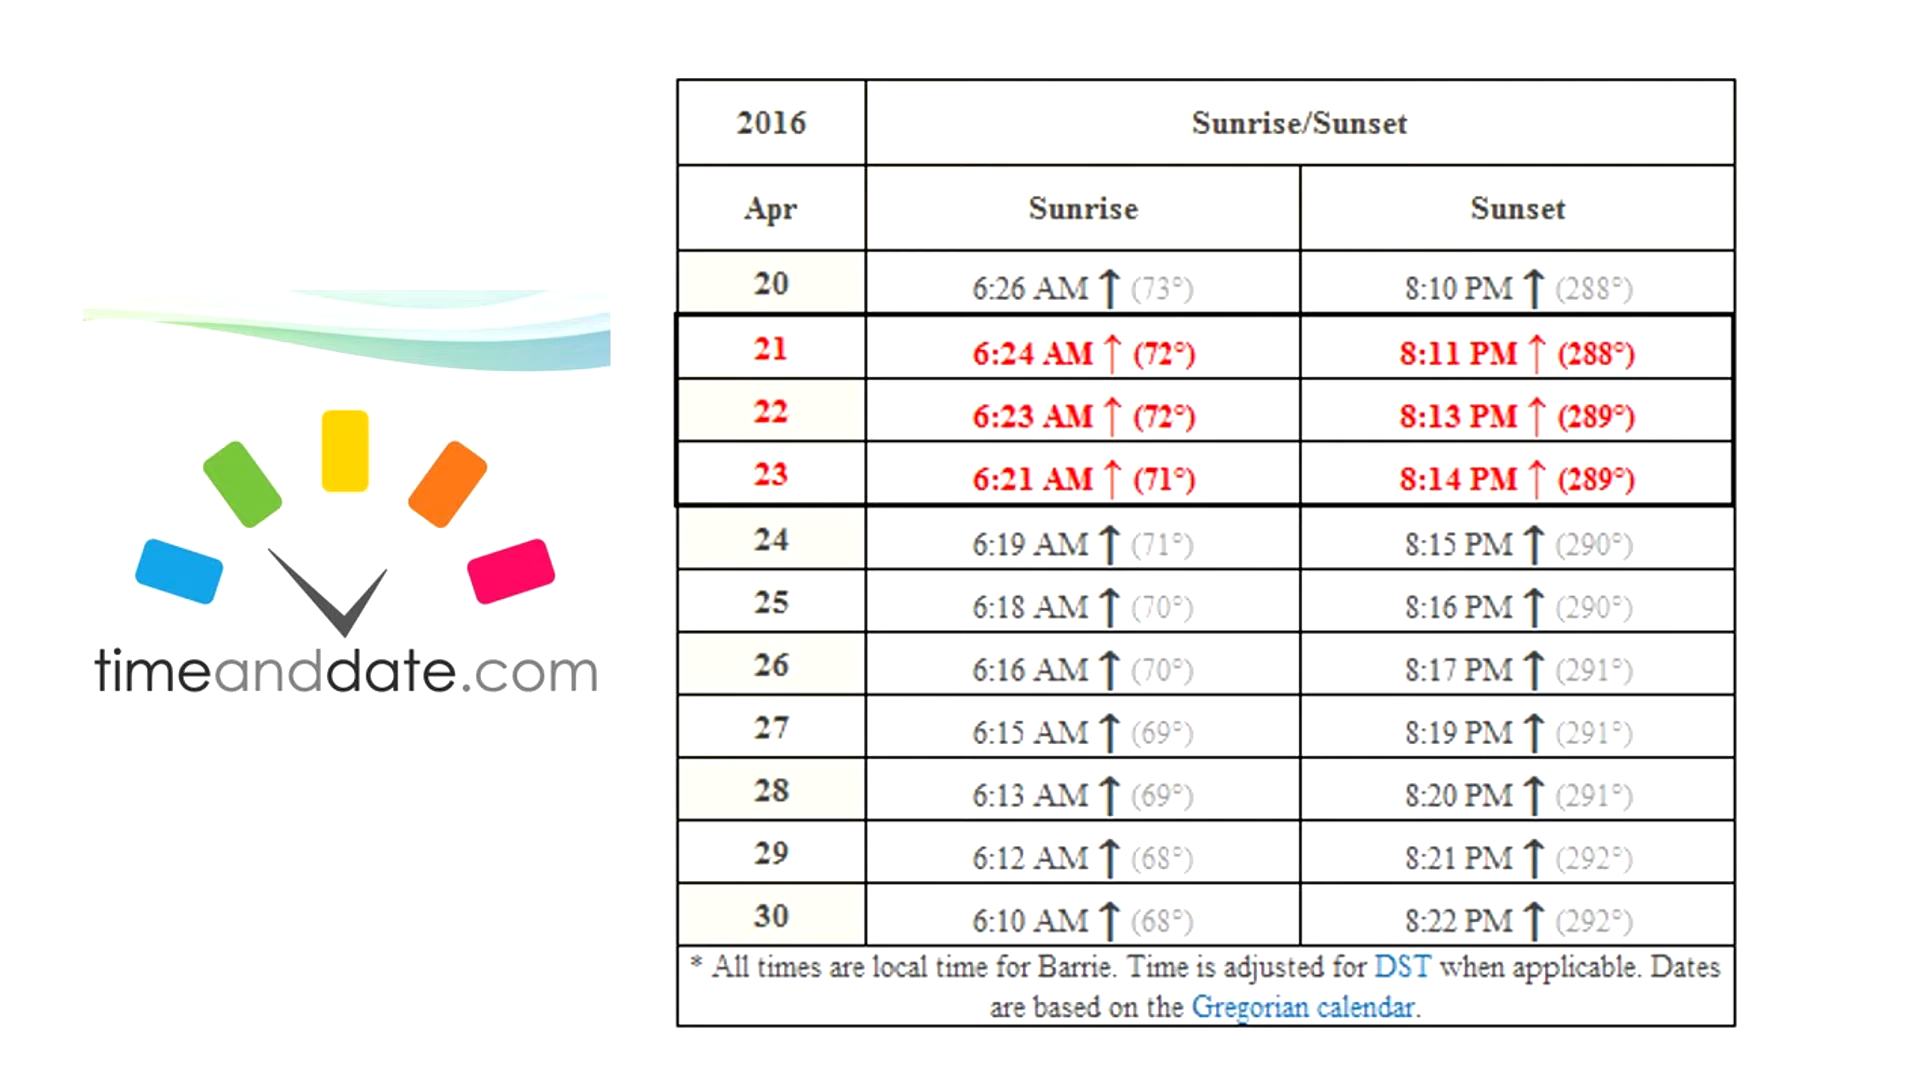 timeanddate.com
2016 Sunrise/Sunset
Apr Sunrise Sunset
20 6:26 AM ↑ (73°) 8:10 PM ↑ (288°)
21 6:24 AM ↑ (72°) 8:11 PM ↑ (288°)
22 6:23 AM ↑ (72°) 8:13 PM ↑ (289°)
23 6:21 AM ↑ (71°) 8:14 PM ↑ (289°)
24 6:19 AM ↑ (71°) 8:15 PM ↑ (290°)
25 6:18 AM ↑ (70°) 8:16 PM ↑ (290°)
26 6:16 AM ↑ (70°) 8:17 PM ↑ (291°)
27 6:15 AM ↑ (69°) 8:19 PM ↑ (291°)
28 6:13 AM ↑ (69°) 8:20 PM ↑ (291°)
29 6:12 AM ↑ (68°) 8:21 PM ↑ (292°)
30 6:10 AM ↑ (68°) 8:22 PM ↑ (292°)
* All times are local time for Barrie. Time is adjusted for DST when applicable. Dates
are based on the Gregorian calendar.